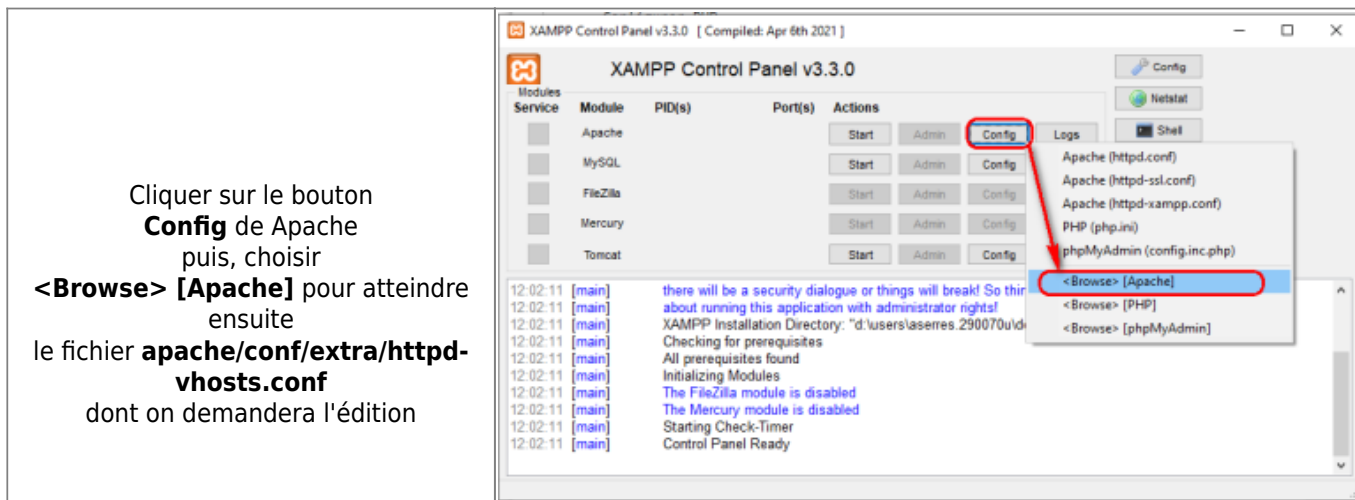 Cliquer sur le bouton
Config de Apache
puis, choisir
<Browse> [Apache] pour atteindre
ensuite
le fichier apache/conf/extra/httpd-
vhosts.conf
dont on demandera l'édition
XAMPP Control Panel v3.3.0 [ Compiled: Apr 6th 2021 ]
XAMPP Control Panel v3.3.0
Config
Netstat
Shell
Modules
Service Module PID(s) Port(s) Actions
Apache Start Admin Config Logs
MySQL Start Admin Config
FileZilla Start Admin Config
Mercury Start Admin Config
Tomcat Start Admin Config
Apache (httpd.conf)
Apache (httpd-ssl.conf)
Apache (httpd-xampp.conf)
PHP (php.ini)
phpMyAdmin (config.inc.php)
<Browse> [Apache]
<Browse> [PHP]
<Browse> [phpMyAdmin]
12:02:11 [main] there will be a security dialogue or things will break! So
12:02:11 [main] about running this application with administrator rights!
12:02:11 [main] XAMPP Installation Directory: "d:\users\aserres.290070u\
12:02:11 [main] Checking for prerequisites
12:02:11 [main] All prerequisites found
12:02:11 [main] Initializing Modules
12:02:11 [main] The FileZilla module is disabled
12:02:11 [main] The Mercury module is disabled
12:02:11 [main] Starting Check-Timer
12:02:11 [main] Control Panel Ready